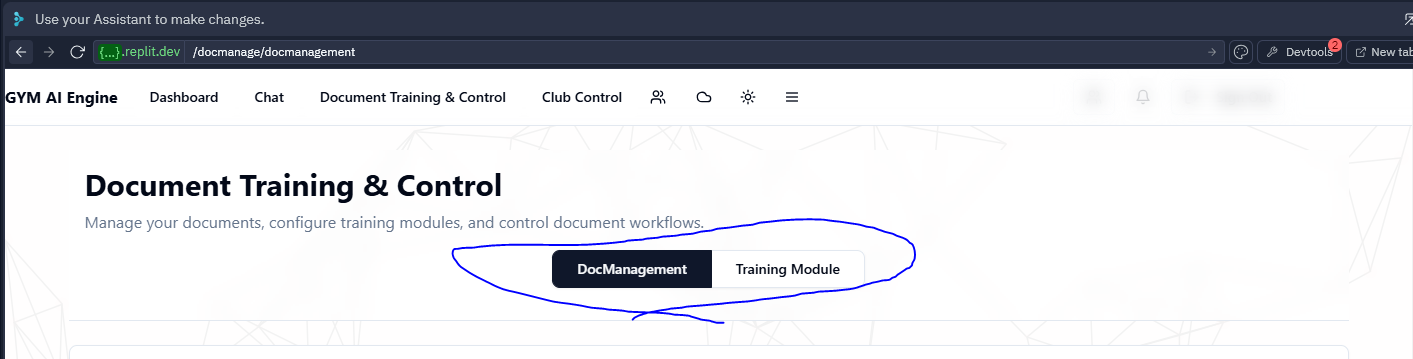 Use your Assistant to make changes.
{...}.replit.dev /docmanage/docmanagement Devtools 2 New tab
GYM AI Engine Dashboard Chat Document Training & Control Club Control
Document Training & Control
Manage your documents, configure training modules, and control document workflows.
DocManagement Training Module